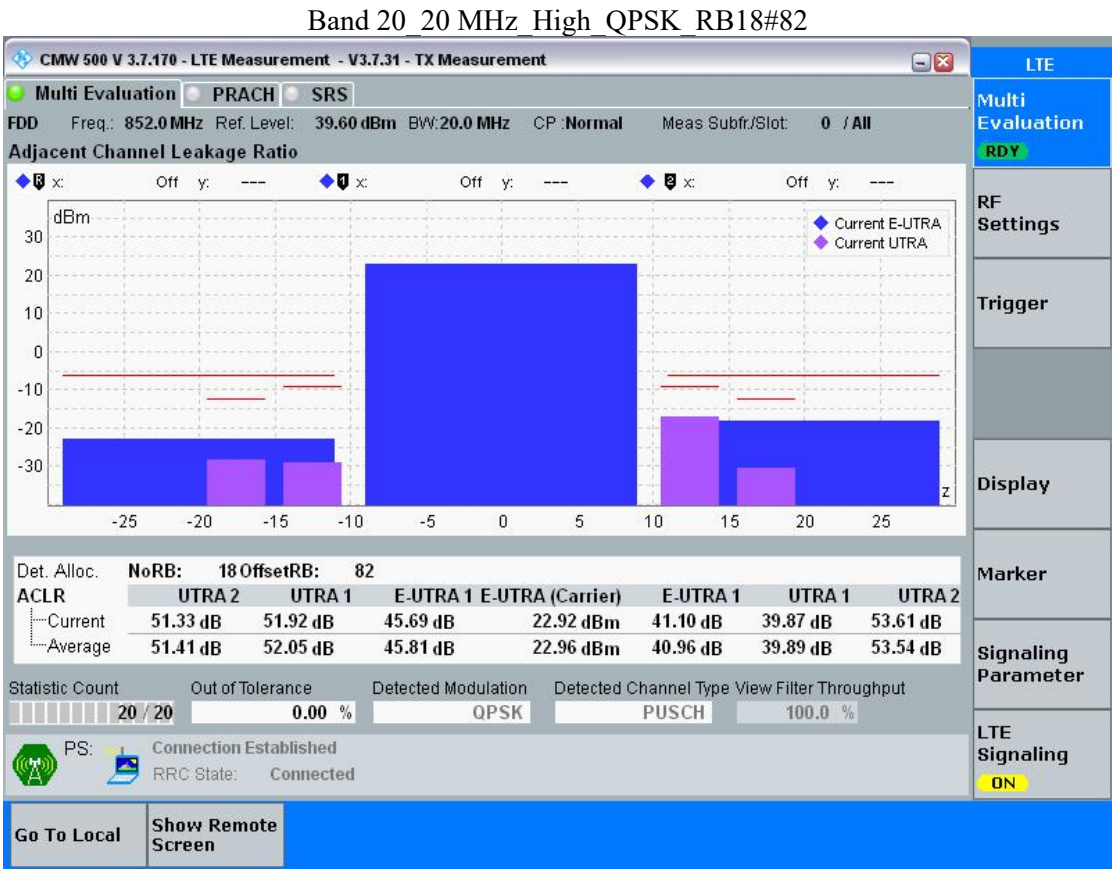 Band 20_20 MHz_High_QPSK_RB18#82
CMW 500 V 3.7.170 - LTE Measurement - V3.7.31 - TX Measurement
LTE
Multi Evaluation PRACH SRS
Multi Evaluation
RDY
FDD Freq.: 852.0 MHz Ref. Level: 39.60 dBm BW: 20.0 MHz CP : Normal Meas Subfr./Slot: 0 / All
Adjacent Channel Leakage Ratio
R x: Off y: --- 1 x: Off y: --- 2 x: Off y: ---
dBm
Current E-UTRA
Current UTRA
30
20
10
0
-10
-20
-30
z
-25 -20 -15 -10 -5 0 5 10 15 20 25
RF Settings
Trigger
Display
Marker
Signaling Parameter
LTE Signaling
ON
Det. Alloc. NoRB: 18 OffsetRB: 82
ACLR UTRA 2 UTRA 1 E-UTRA 1 E-UTRA (Carrier) E-UTRA 1 UTRA 1 UTRA 2
Current 51.33 dB 51.92 dB 45.69 dB 22.92 dBm 41.10 dB 39.87 dB 53.61 dB
Average 51.41 dB 52.05 dB 45.81 dB 22.96 dBm 40.96 dB 39.89 dB 53.54 dB
Statistic Count Out of Tolerance Detected Modulation Detected Channel Type View Filter Throughput
20 / 20 0.00 % QPSK PUSCH 100.0 %
PS: Connection Established
RRC State: Connected
Go To Local
Show Remote Screen